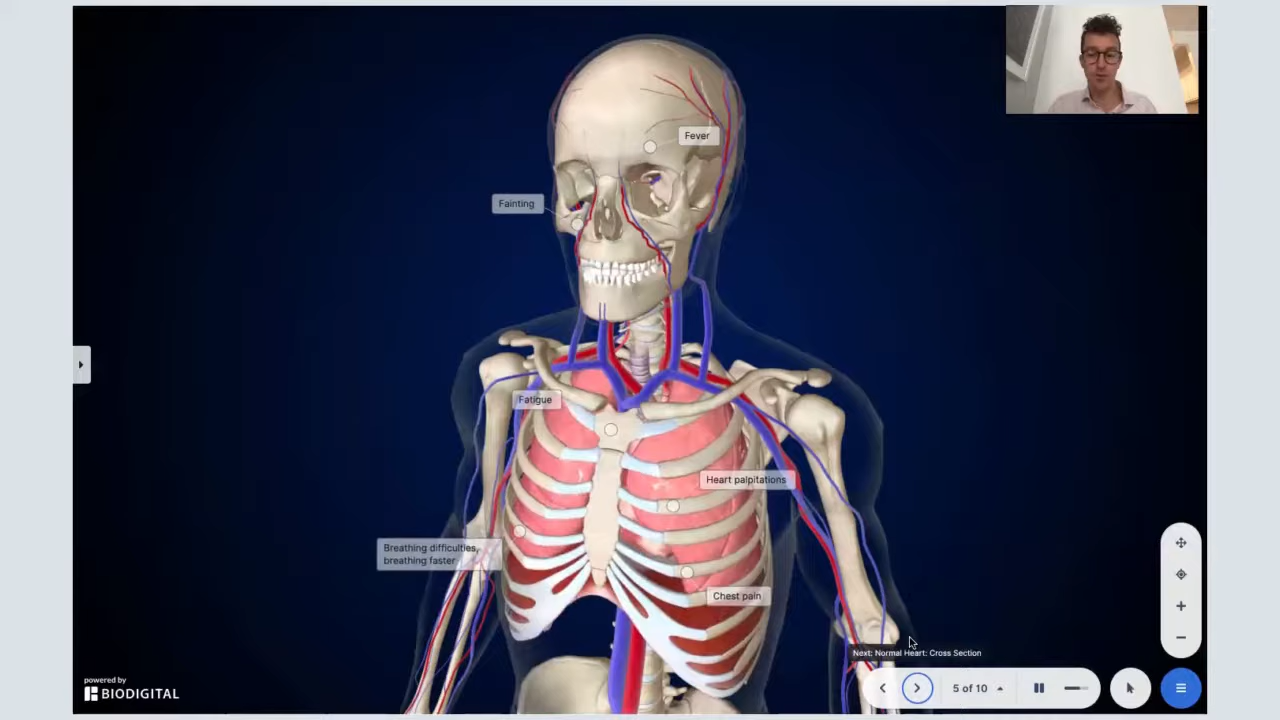 Fever
Fainting
Fatigue
Heart palpitations
Breathing difficulties,
breathing faster
Chest pain
Next: Normal Heart: Cross Section
5 of 10
powered by
BIODIGITAL